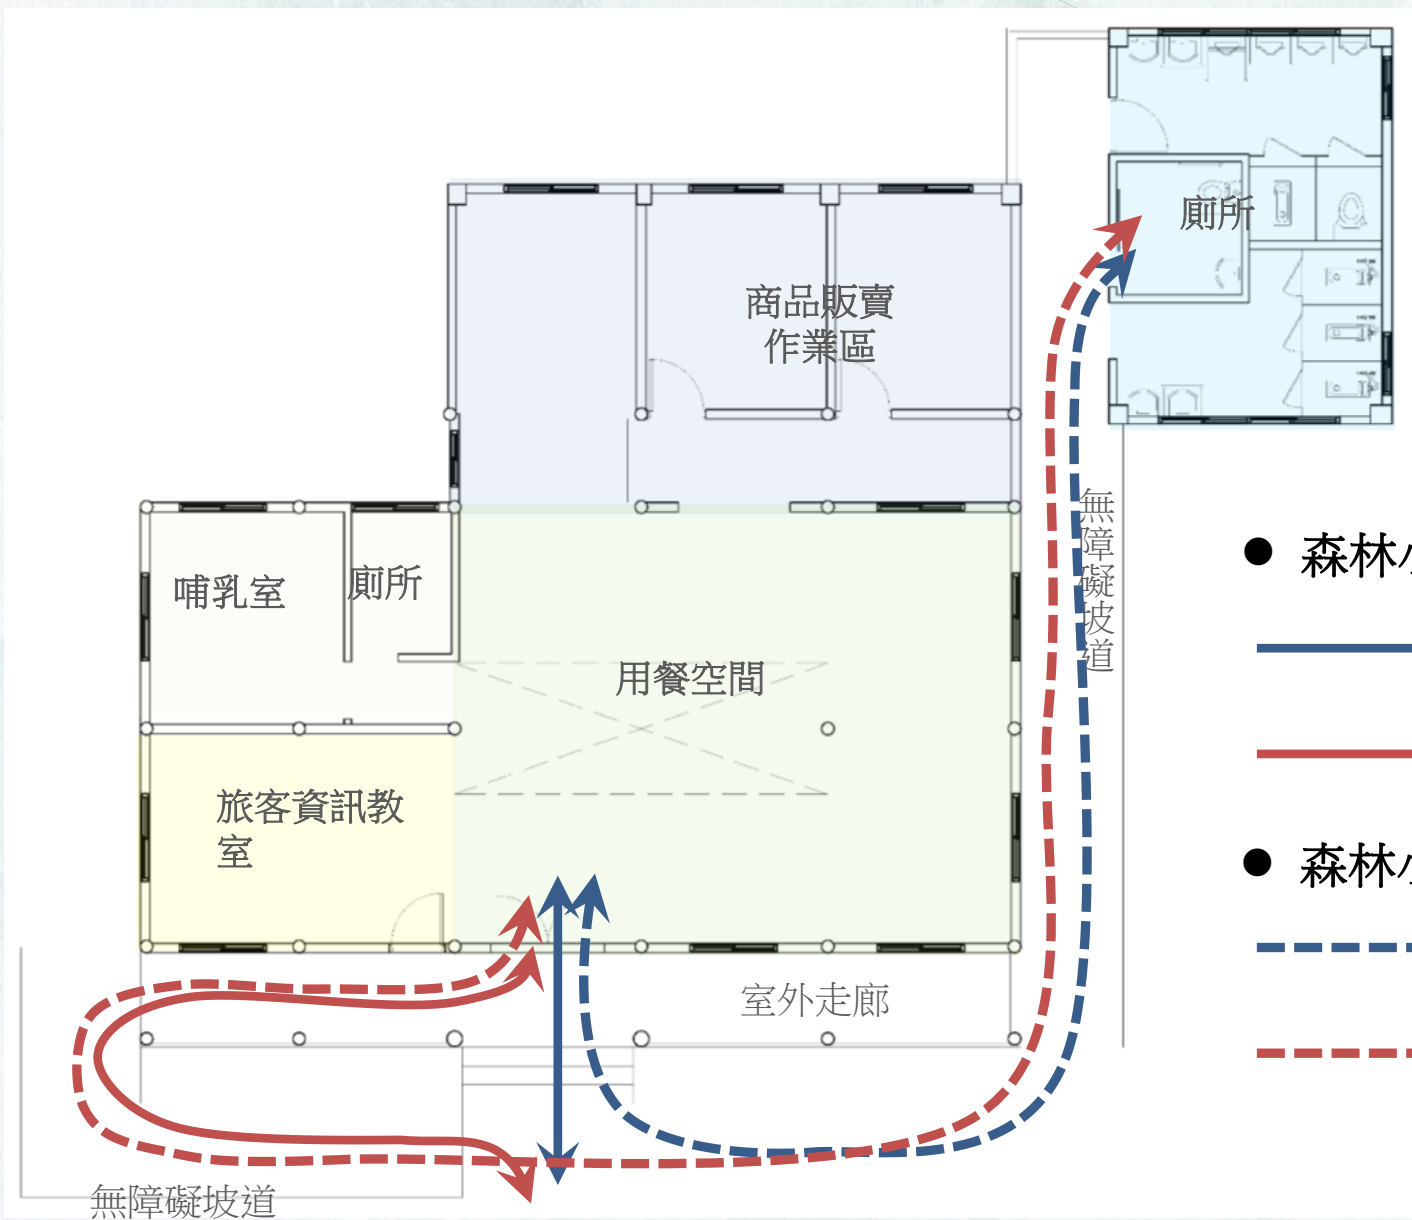 廁所
商品販賣
作業區
無障礙坡道
哺乳室
廁所
用餐空間
旅客資訊教
室
室外走廊
無障礙坡道
● 森林
● 森林